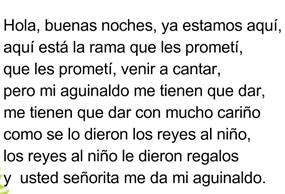 Hola, buenas noches, ya estamos aquí,
aquí está la rama que les prometí,
que les prometí, venir a cantar,
pero mi aguinaldo me tienen que dar,
me tienen que dar con mucho cariño
como se lo dieron los reyes al niño,
los reyes al niño le dieron regalos
y  usted señorita me da mi aguinaldo.